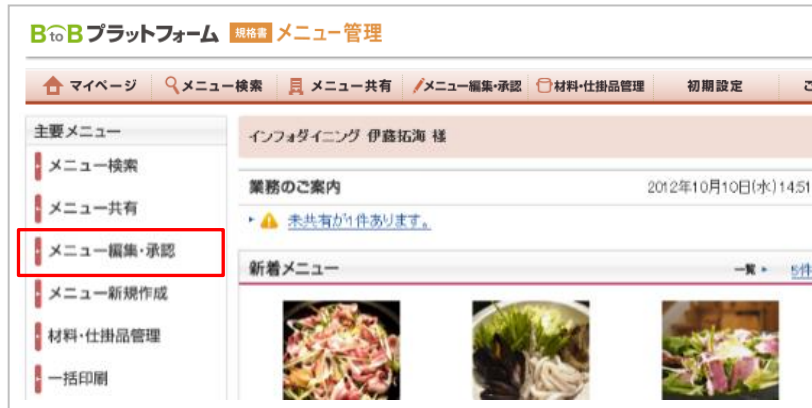 BtoBプラットフォーム 規格書 メニュー管理
マイページ メニュー検索 メニュー共有 メニュー編集・承認 材料・仕掛品管理 初期設定
主要メニュー
メニュー検索
メニュー共有
メニュー編集・承認
メニュー新規作成
材料・仕掛品管理
一括印刷
インフォダイニング 伊藤拓海 様
業務のご案内 2012年10月10日(水)14:51
未共有が1件あります。
新着メニュー 一覧 5件